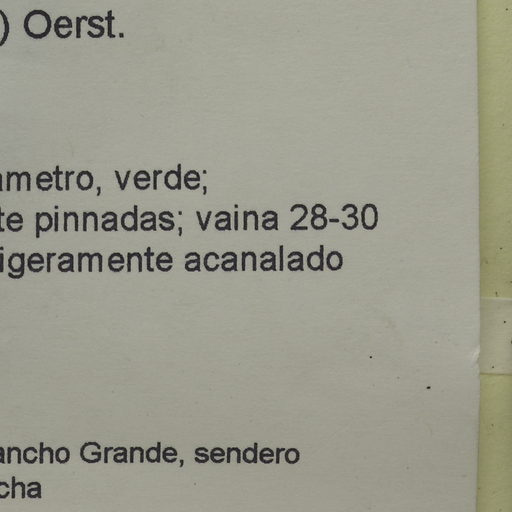 ) Oerst.
ametro, verde;
te pinnadas; vaina 28-30
igeramente acanalado
ancho Grande, sendero
cha